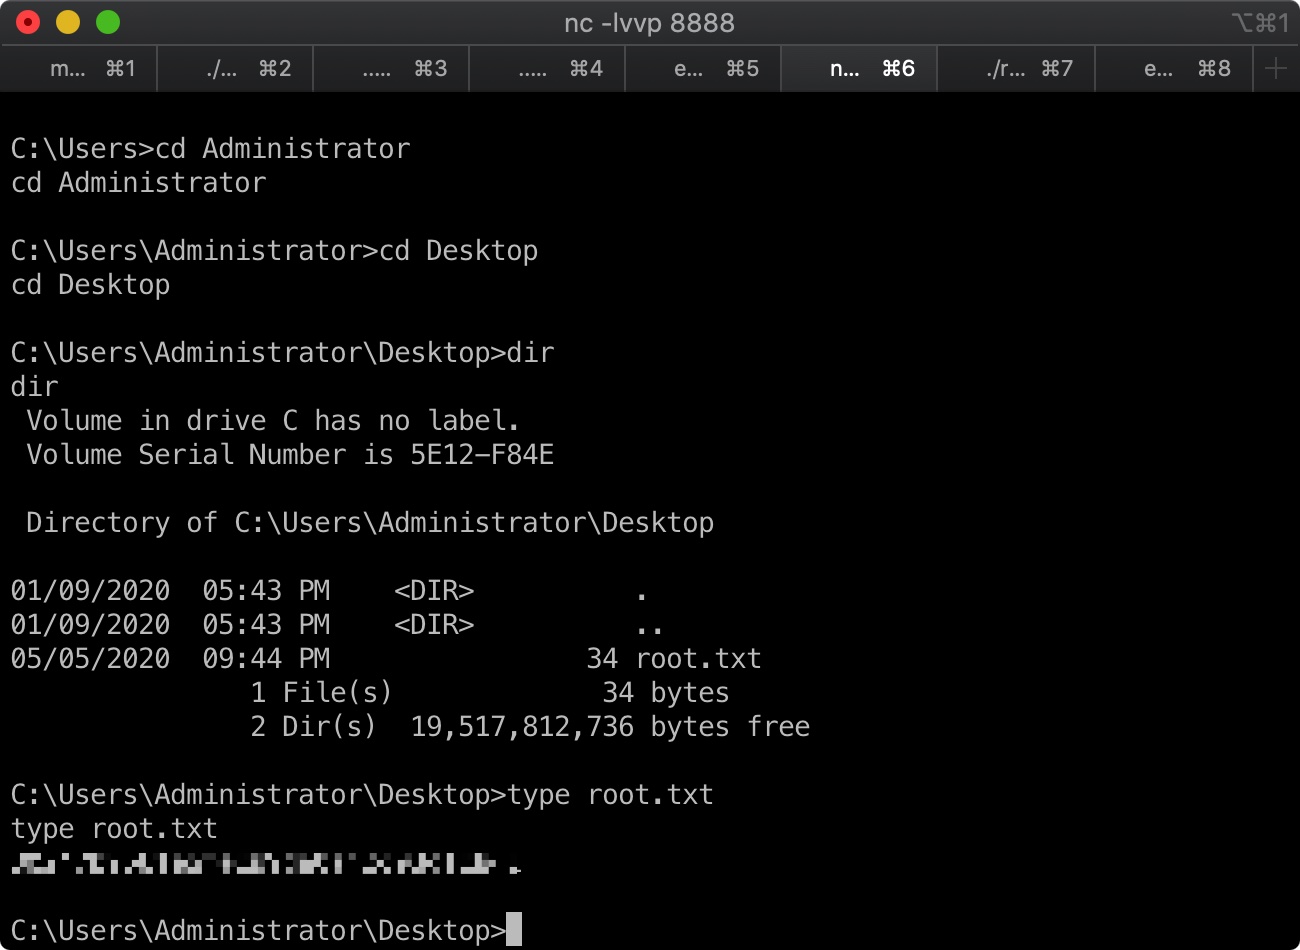 nc -lvvp 8888
⌥⌘1
m... ⌘1 ./... ⌘2 ..... ⌘3 ..... ⌘4 e... ⌘5 n... ⌘6 ./r... ⌘7 e... ⌘8 +
C:\Users>cd Administrator
cd Administrator
C:\Users\Administrator>cd Desktop
cd Desktop
C:\Users\Administrator\Desktop>dir
dir
Volume in drive C has no label.
Volume Serial Number is 5E12-F84E
Directory of C:\Users\Administrator\Desktop
01/09/2020  05:43 PM    <DIR>          .
01/09/2020  05:43 PM    <DIR>          ..
05/05/2020  09:44 PM                34 root.txt
1 File(s)             34 bytes
2 Dir(s)  19,517,812,736 bytes free
C:\Users\Administrator\Desktop>type root.txt
type root.txt
C:\Users\Administrator\Desktop>